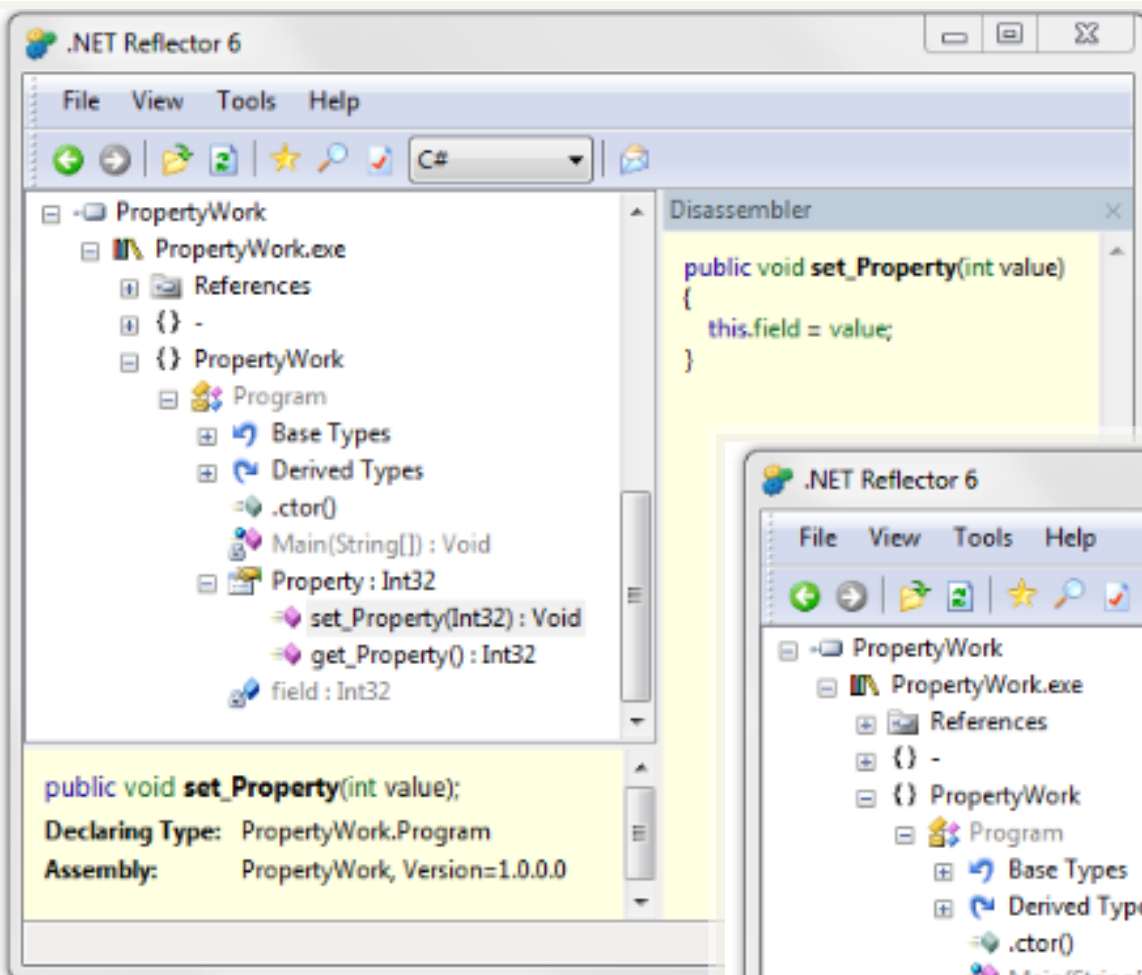 .NET Reflector 6
File View Tools Help
C#
PropertyWork
PropertyWork.exe
References
{} -
{} PropertyWork
Program
Base Types
Derived Types
.ctor()
Main(String[]) : Void
Property : Int32
set_Property(Int32) : Void
get_Property() : Int32
field : Int32
public void set_Property(int value);
Declaring Type: PropertyWork.Program
Assembly: PropertyWork, Version=1.0.0.0
Disassembler
public void set_Property(int value)
{
this.field = value;
}
.NET Reflector 6
File View Tools Help
PropertyWork
PropertyWork.exe
References
{} -
{} PropertyWork
Program
Base Types
Derived Type
.ctor()